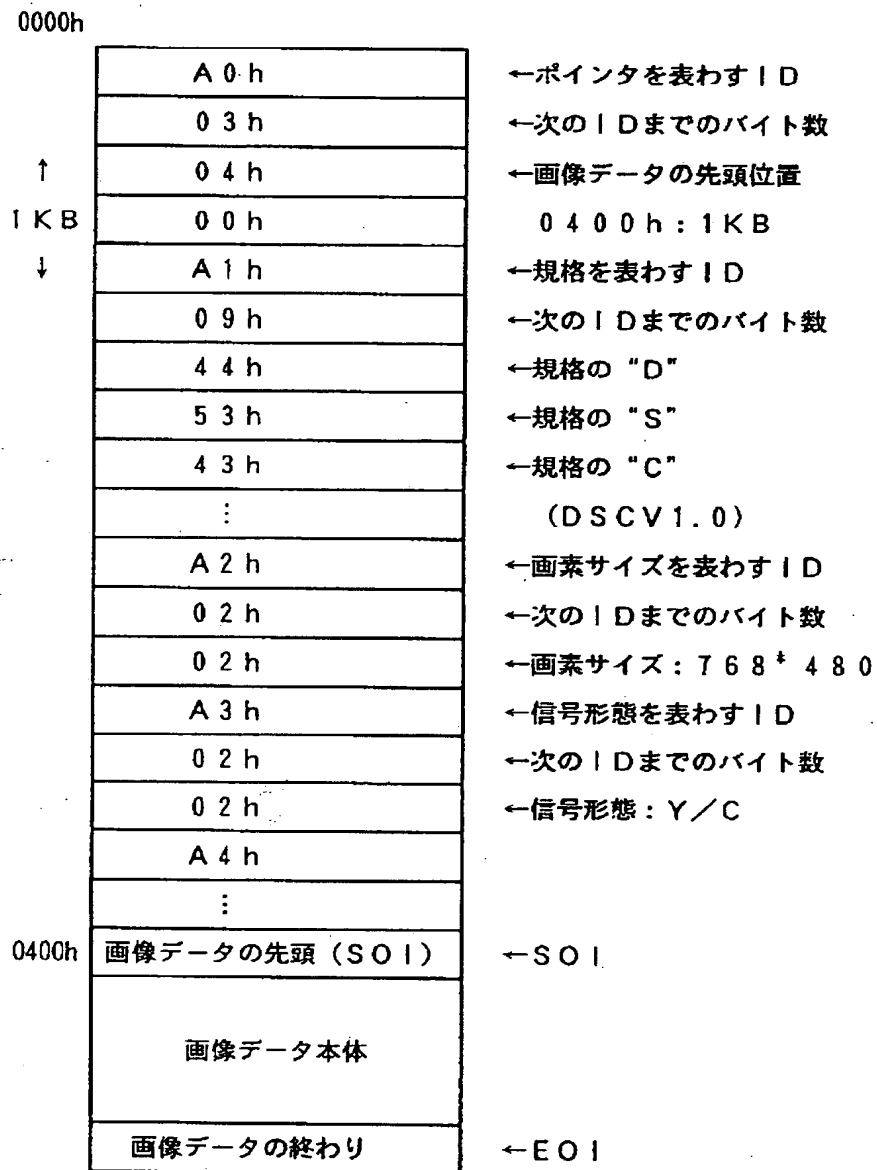 0000h
A0h ←ポインタを表わすID
03h ←次のIDまでのバイト数
↑ 04h ←画像データの先頭位置
1KB 00h 0400h:1KB
↓ A1h ←規格を表わすID
09h ←次のIDまでのバイト数
44h ←規格の“D”
53h ←規格の“S”
43h ←規格の“C”
⋮ (DSCV1.0)
A2h ←画素サイズを表わすID
02h ←次のIDまでのバイト数
02h ←画素サイズ:768* 480
A3h ←信号形態を表わすID
02h ←次のIDまでのバイト数
02h ←信号形態:Y/C
A4h
⋮
0400h 画像データの先頭(SOI) ←SOI
画像データ本体
画像データの終わり ←EOI